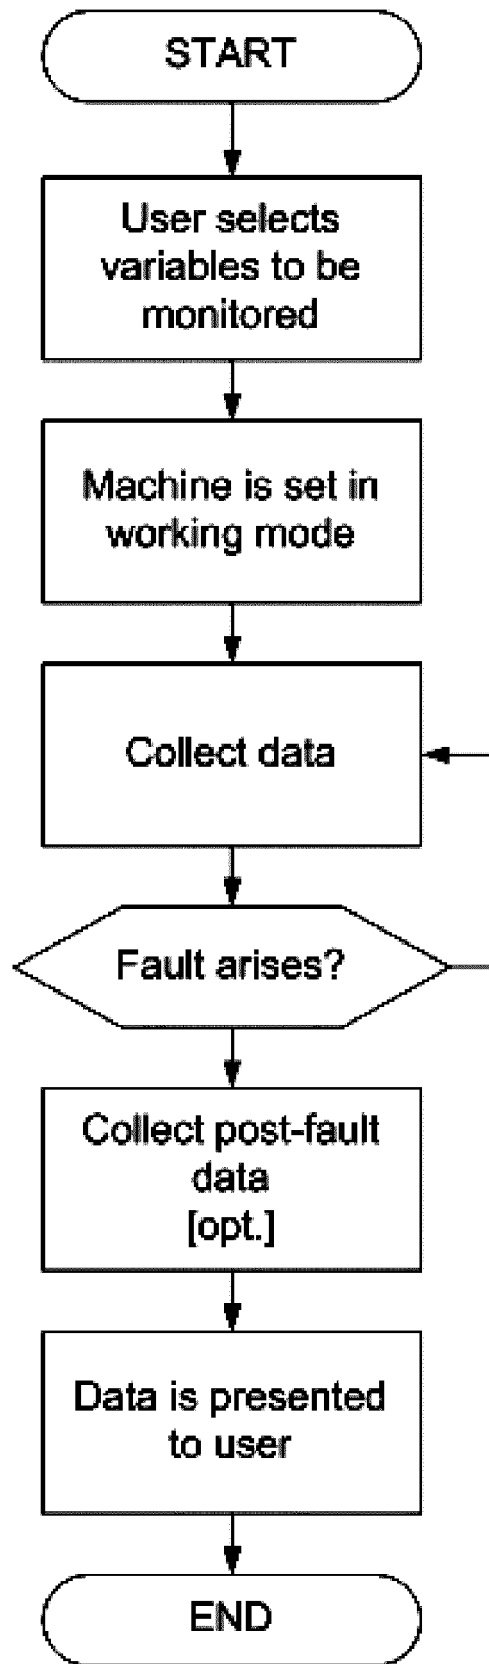 START
User selects
variables to be
monitored
Machine is set in
working mode
Collect data
Fault arises?
Collect post-fault
data
[opt.]
Data is presented
to user
END